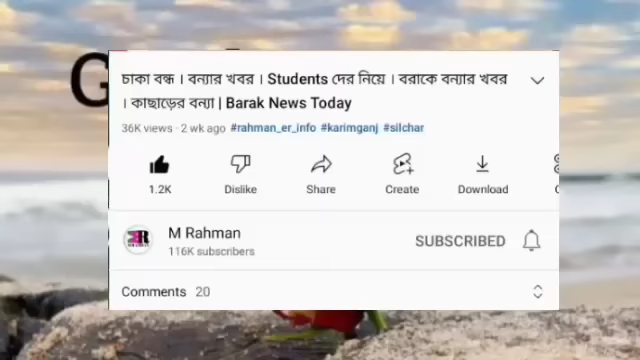 চাকা বন্ধ । বন্যার খবর । Students দের নিয়ে । বরাকে বন্যার খবর
। কাছাড়ের বন্যা | Barak News Today
36K views · 2 wk ago #rahman_er_info #karimganj #silchar
1.2K Dislike Share Create Download
M Rahman
116K subscribers
SUBSCRIBED
Comments 20